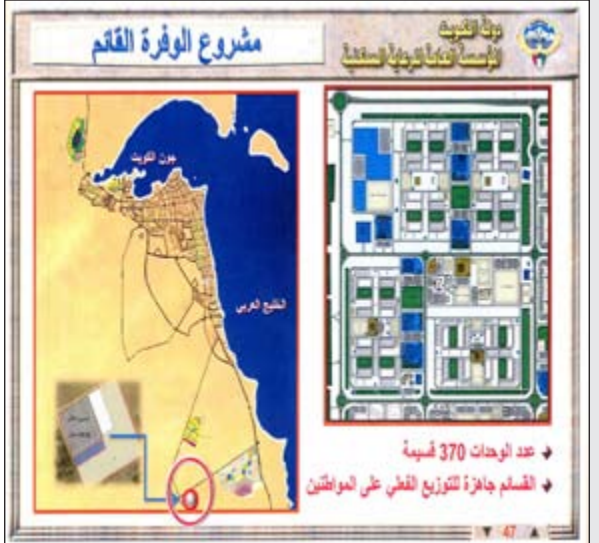 دولة الكويت
المؤسسة العامة للرعاية السكنية
مشروع الوفرة القائم
جون الكويت
الخليج العربي
عدد الوحدات 370 قسيمة
القسائم جاهزة للتوزيع الفعلي على المواطنين
47